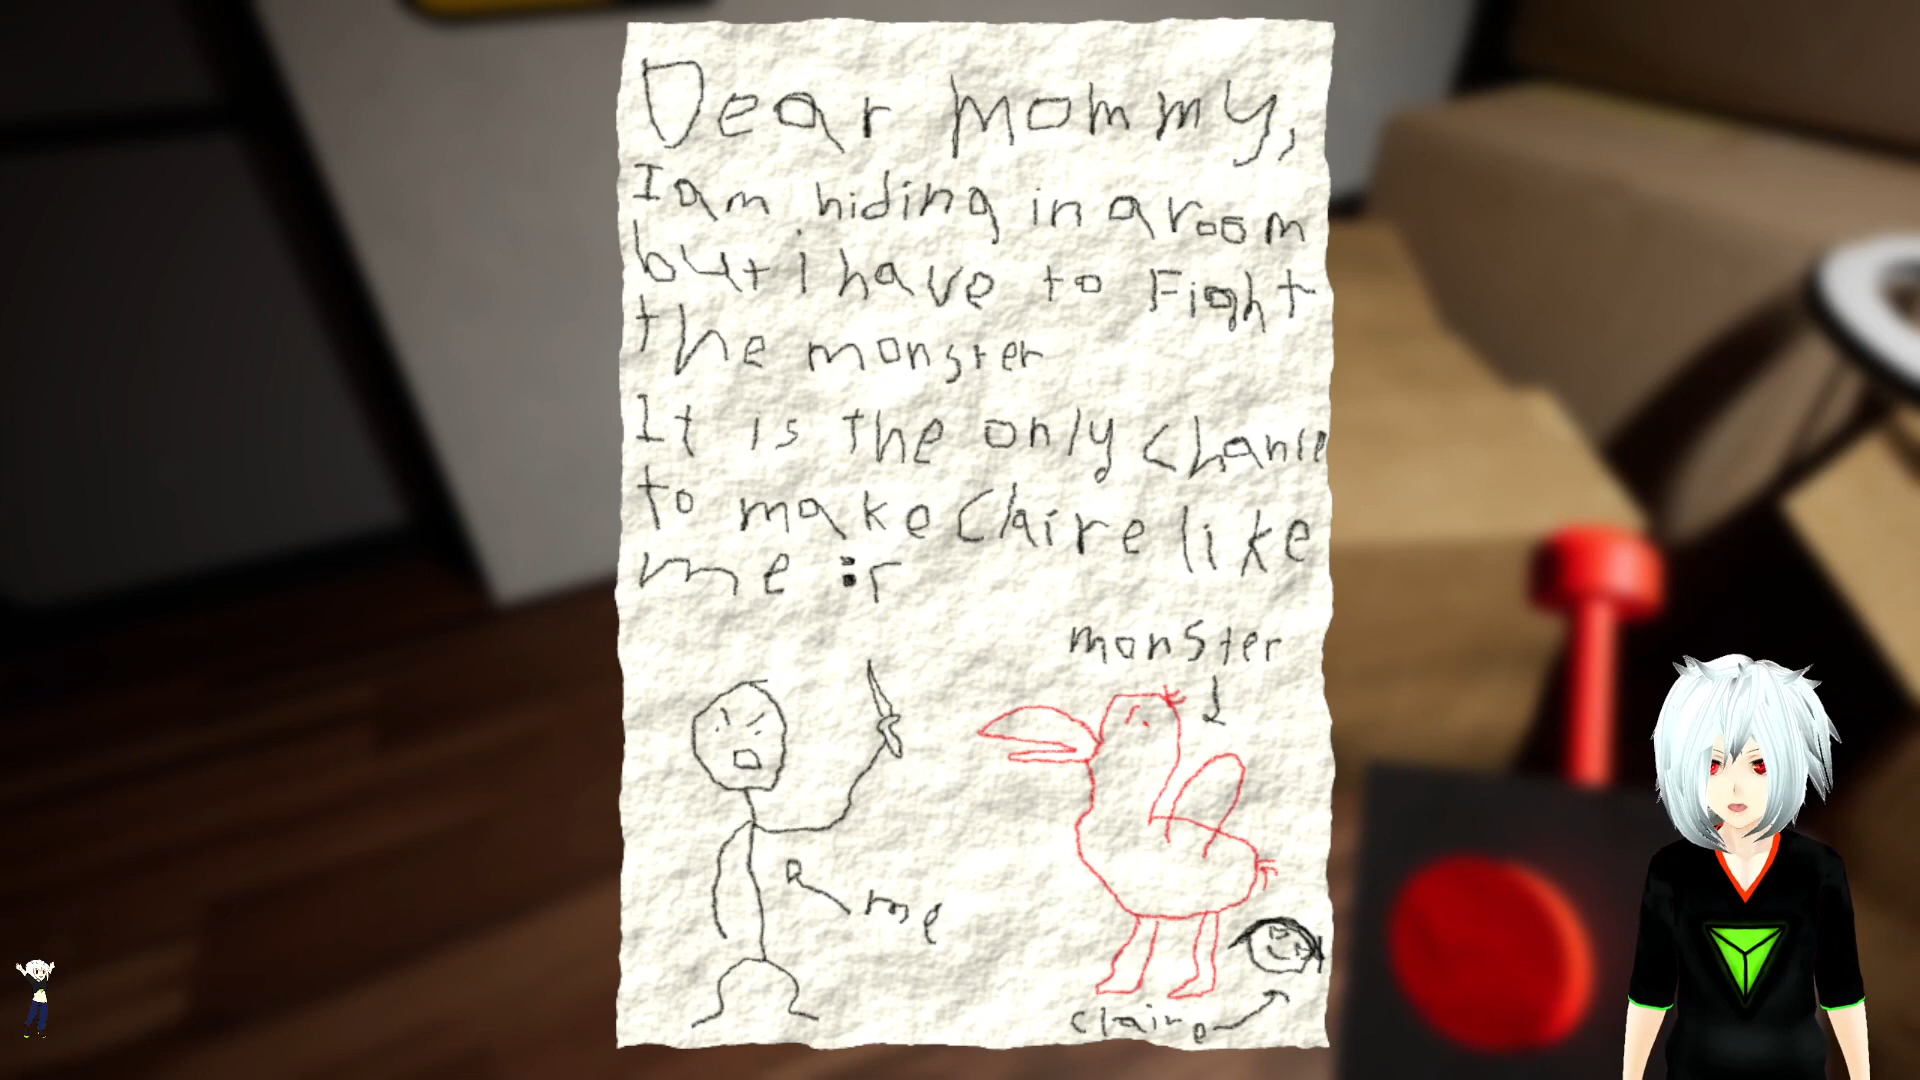 Dear Mommy,
I am hiding in a room
but i have to Fight
the monster
It is the only chance
to make Claire like
me :r
monster
me
Claire